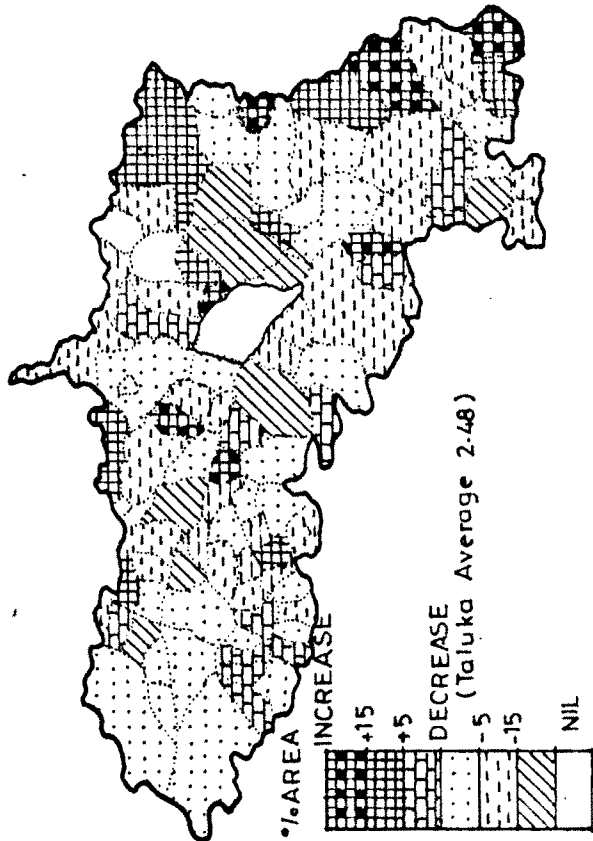 °/. AREA
INCREASE
+15
+5
DECREASE
(Taluka Average 2·48)
-5
-15
NIL